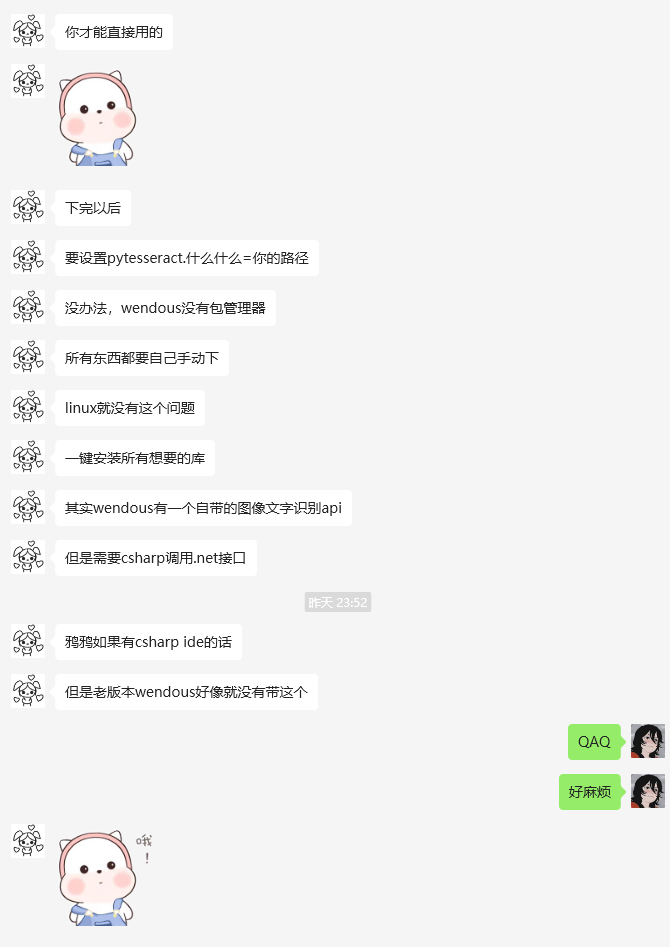 你才能直接用的
下完以后
要设置pytesseract.什么什么=你的路径
没办法，wendous没有包管理器
所有东西都要自己手动下
linux就没有这个问题
一键安装所有想要的库
其实wendous有一个自带的图像文字识别api
但是需要csharp调用.net接口
昨天 23:52
鸦鸦如果有csharp ide的话
但是老版本wendous好像就没有带这个
QAQ
好麻烦
哦
！